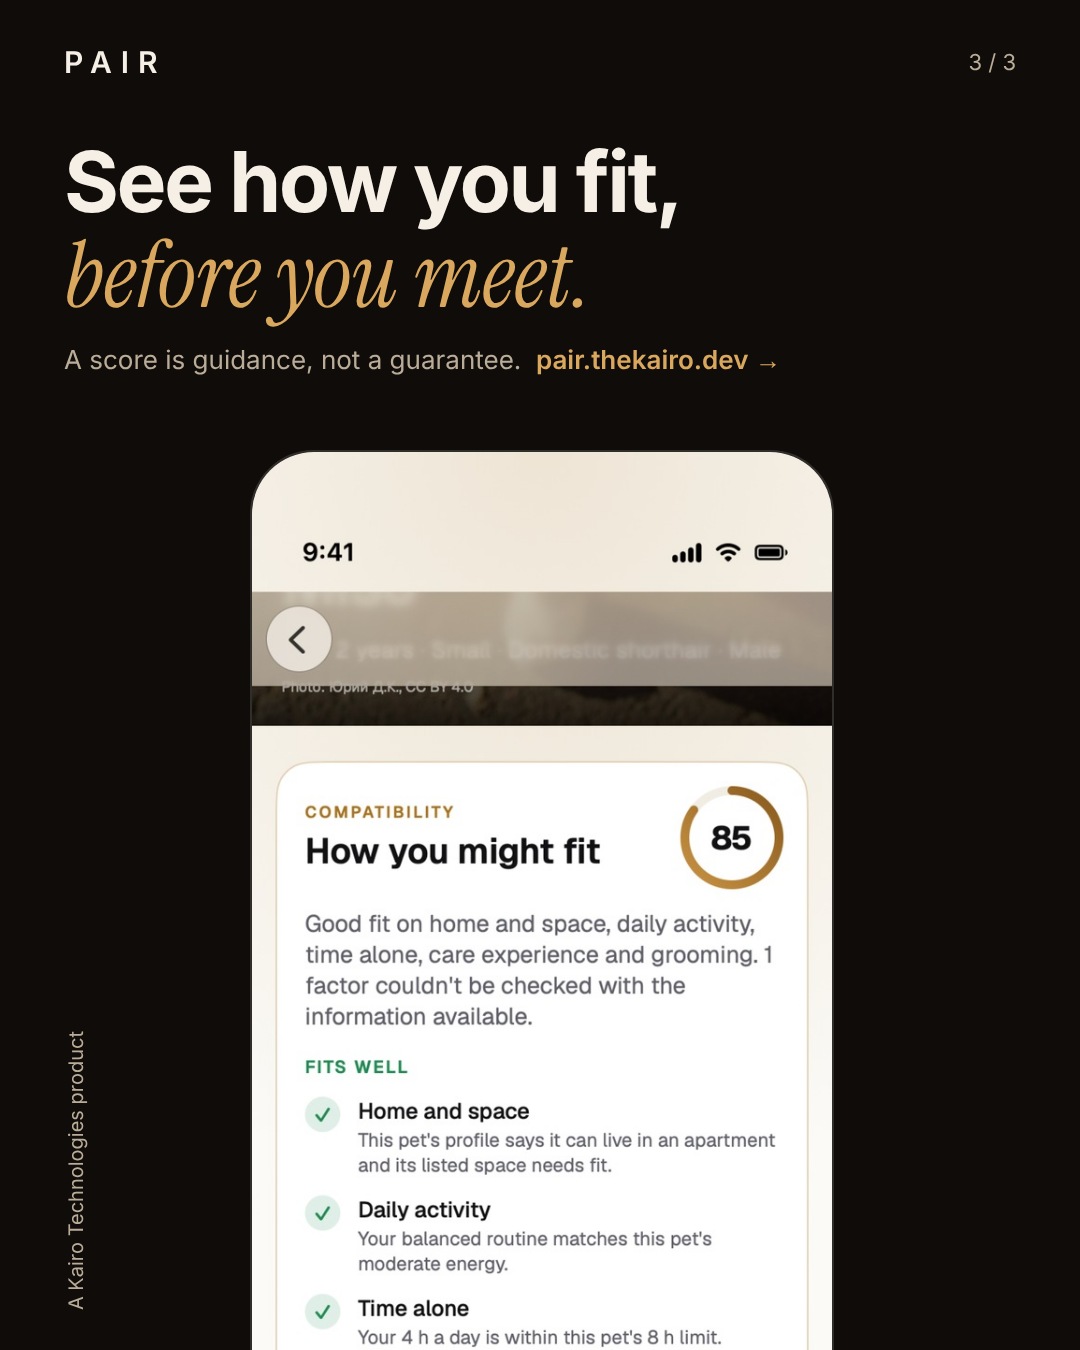 PAIR
3 / 3
See how you fit,
before you meet.
A score is guidance, not a guarantee. pair.thekairo.dev →
9:41
2 years · Small · Domestic shorthair · Male
Photo: Юрий Д.К., CC BY 4.0
COMPATIBILITY
How you might fit
85
Good fit on home and space, daily activity,
time alone, care experience and grooming. 1
factor couldn't be checked with the
information available.
FITS WELL
Home and space
This pet's profile says it can live in an apartment
and its listed space needs fit.
Daily activity
Your balanced routine matches this pet's
moderate energy.
Time alone
Your 4 h a day is within this pet's 8 h limit.
A Kairo Technologies product